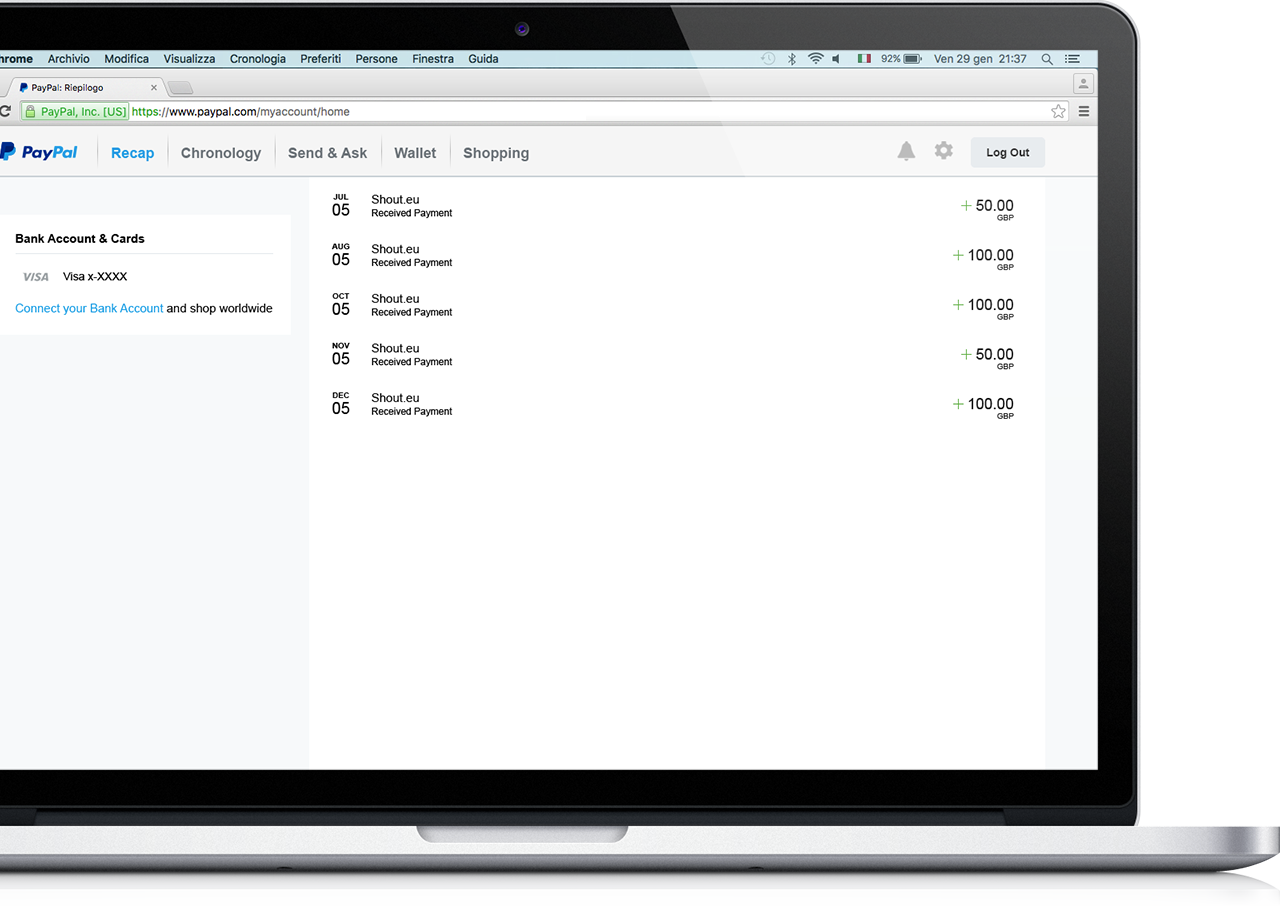 hrome Archivio Modifica Visualizza Cronologia Preferiti Persone Finestra Guida 92% Ven 29 gen 21:37
PayPal: Riepilogo
PayPal, Inc. [US] https://www.paypal.com/myaccount/home
PayPal Recap Chronology Send & Ask Wallet Shopping Log Out
Bank Account & Cards
VISA Visa x-XXXX
Connect your Bank Account and shop worldwide
JUL
05
Shout.eu
Received Payment
+ 50.00
GBP
AUG
05
Shout.eu
Received Payment
+ 100.00
GBP
OCT
05
Shout.eu
Received Payment
+ 100.00
GBP
NOV
05
Shout.eu
Received Payment
+ 50.00
GBP
DEC
05
Shout.eu
Received Payment
+ 100.00
GBP